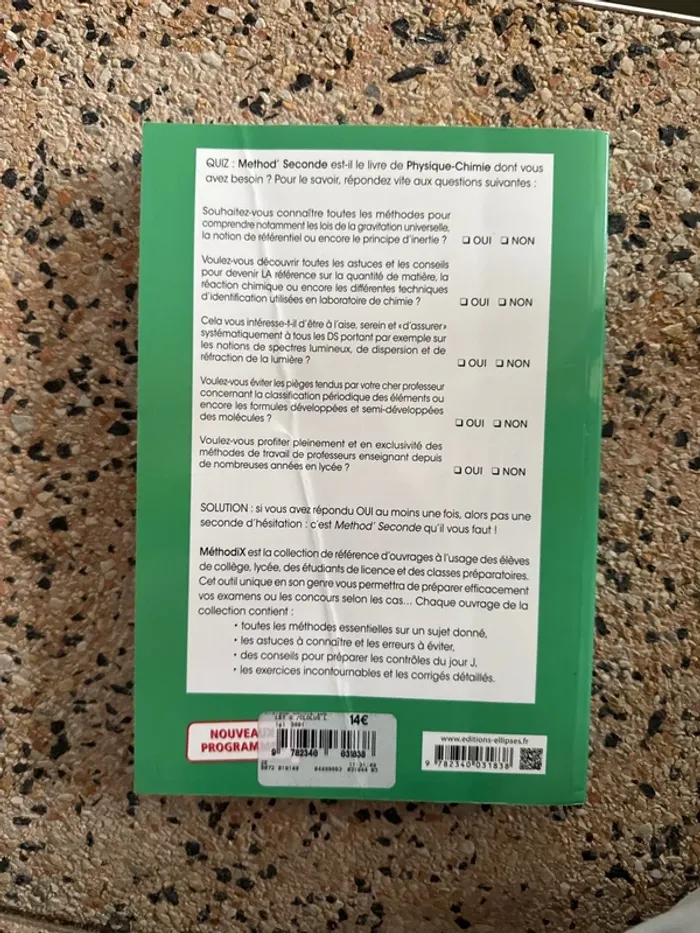 QUIZ : Method' Seconde est-il le livre de Physique-Chimie dont vous
avez besoin ? Pour le savoir, répondez vite aux questions suivantes :
Souhaitez-vous connaître toutes les méthodes pour
comprendre notamment les lois de la gravitation universelle,
la notion de référentiel ou encore le principe d'inertie ? ❑ OUI ❑ NON
Voulez-vous découvrir toutes les astuces et les conseils
pour devenir LA référence sur la quantité de matière, la
réaction chimique ou encore les différentes techniques
d'identification utilisées en laboratoire de chimie ? ❑ OUI ❑ NON
Cela vous intéresse-t-il d'être à l'aise, serein et «d'assurer»
systématiquement à tous les DS portant par exemple sur
les notions de spectres lumineux, de dispersion et de
réfraction de la lumière ? ❑ OUI ❑ NON
Voulez-vous éviter les pièges tendus par votre cher professeur
concernant la classification périodique des éléments ou
encore les formules développées et semi-développées
des molécules ? ❑ OUI ❑ NON
Voulez-vous profiter pleinement et en exclusivité des
méthodes de travail de professeurs enseignant depuis
de nombreuses années en lycée ? ❑ OUI ❑ NON
SOLUTION : si vous avez répondu OUI au moins une fois, alors pas une
seconde d'hésitation : c'est Method' Seconde qu'il vous faut !
MéthodiX est la collection de référence d'ouvrages à l'usage des élèves
de collège, lycée, des étudiants de licence et des classes préparatoires.
Cet outil unique en son genre vous permettra de préparer efficacement
vos examens ou les concours selon les cas... Chaque ouvrage de la
collection contient :
• toutes les méthodes essentielles sur un sujet donné,
• les astuces à connaître et les erreurs à éviter,
• des conseils pour préparer les contrôles du jour J,
• les exercices incontournables et les corrigés détaillés.
NOUVEAU
PROGRAMM
14€
9 782340 031838
www.editions-ellipses.fr
9 782340 031838